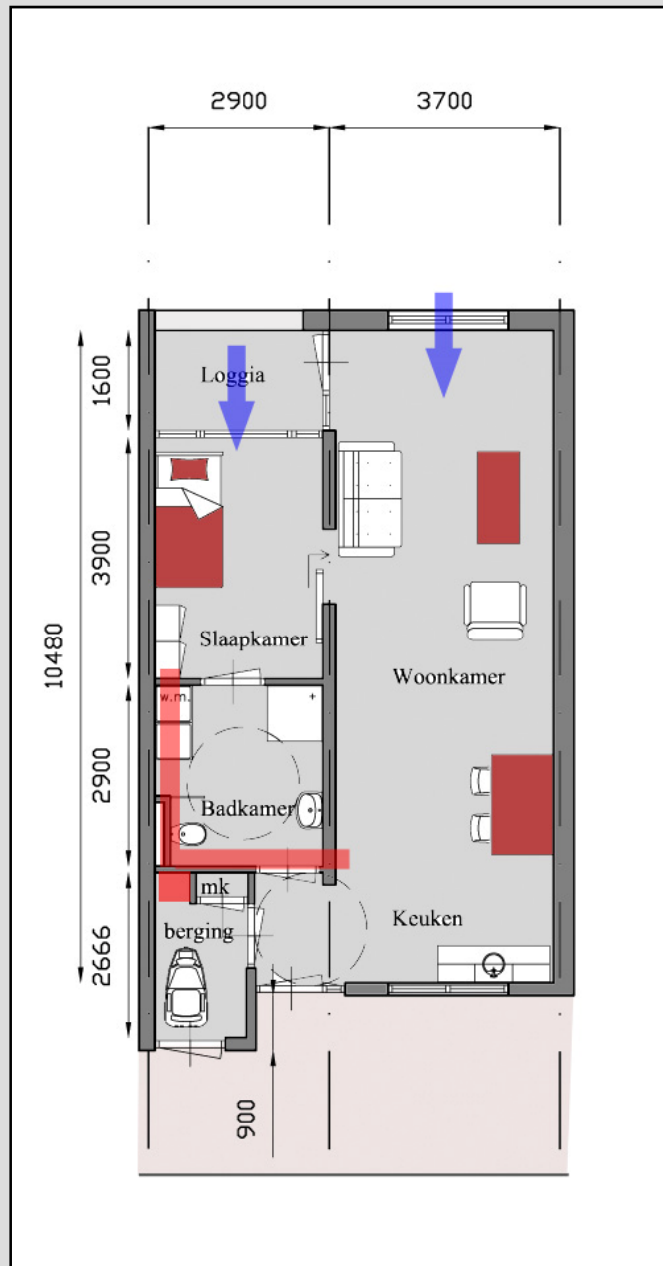 2900
3700
1600
Loggia
3900
10480
Slaapkamer
Woonkamer
w.m.
2900
Badkamer
mk
2666
berging
Keuken
900